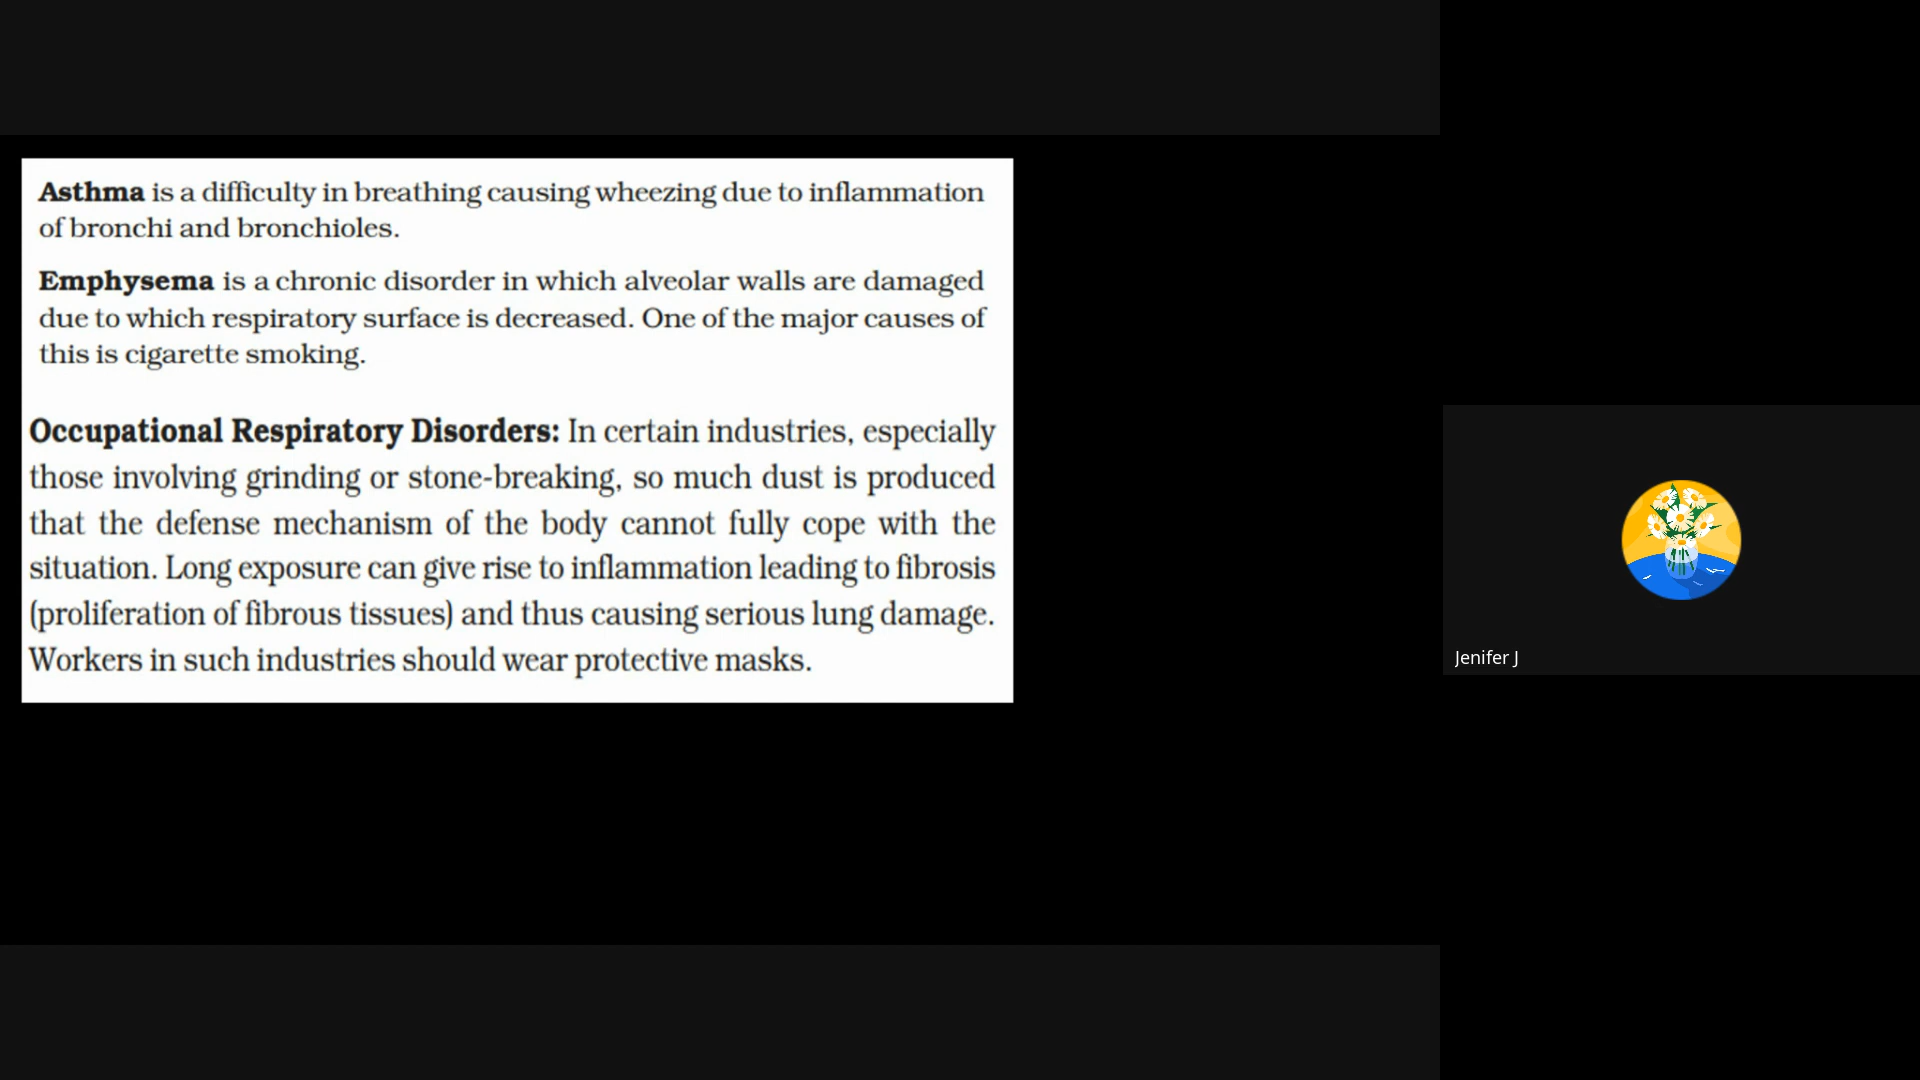 Asthma is a difficulty in breathing causing wheezing due to inflammation
of bronchi and bronchioles.
Emphysema is a chronic disorder in which alveolar walls are damaged
due to which respiratory surface is decreased. One of the major causes of
this is cigarette smoking.
Occupational Respiratory Disorders: In certain industries, especially
those involving grinding or stone-breaking, so much dust is produced
that the defense mechanism of the body cannot fully cope with the
situation. Long exposure can give rise to inflammation leading to fibrosis
(proliferation of fibrous tissues) and thus causing serious lung damage.
Workers in such industries should wear protective masks.
Jenifer J